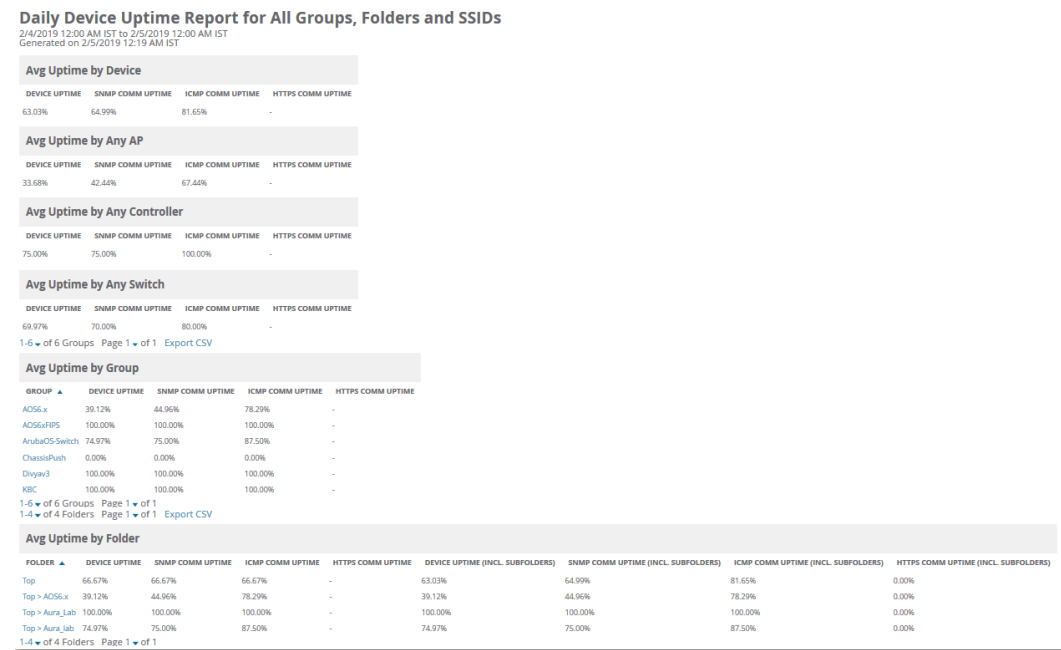 Daily Device Uptime Report for All Groups, Folders and SSIDs
2/4/2019 12:00 AM IST to 2/5/2019 12:00 AM IST
Generated on 2/5/2019 12:19 AM IST
Avg Uptime by Device
DEVICE UPTIME SNMP COMM UPTIME ICMP COMM UPTIME HTTPS COMM UPTIME
63.03% 64.99% 81.65% -
Avg Uptime by Any AP
DEVICE UPTIME SNMP COMM UPTIME ICMP COMM UPTIME HTTPS COMM UPTIME
33.68% 42.44% 67.44% -
Avg Uptime by Any Controller
DEVICE UPTIME SNMP COMM UPTIME ICMP COMM UPTIME HTTPS COMM UPTIME
75.00% 75.00% 100.00% -
Avg Uptime by Any Switch
DEVICE UPTIME SNMP COMM UPTIME ICMP COMM UPTIME HTTPS COMM UPTIME
69.97% 70.00% 80.00% -
1-6 of 6 Groups Page 1 of 1 Export CSV
Avg Uptime by Group
GROUP DEVICE UPTIME SNMP COMM UPTIME ICMP COMM UPTIME HTTPS COMM UPTIME
AOS6.x 39.12% 44.96% 78.29% -
AOS6xFIPS 100.00% 100.00% 100.00% -
ArubaOS-Switch 74.97% 75.00% 87.50% -
ChassisPush 0.00% 0.00% 0.00% -
Divyav3 100.00% 100.00% 100.00% -
KBC 100.00% 100.00% 100.00% -
1-6 of 6 Groups Page 1 of 1
1-4 of 4 Folders Page 1 of 1 Export CSV
Avg Uptime by Folder
FOLDER DEVICE UPTIME SNMP COMM UPTIME ICMP COMM UPTIME HTTPS COMM UPTIME DEVICE UPTIME (INCL. SUBFOLDERS) SNMP COMM UPTIME (INCL. SUBFOLDERS) ICMP COMM UPTIME (INCL. SUBFOLDERS) HTTPS COMM UPTIME (INCL. SUBFOLDERS)
Top 66.67% 66.67% 66.67% - 63.03% 64.99% 81.65% 0.00%
Top > AOS6.x 39.12% 44.96% 78.29% - 39.12% 44.96% 78.29% 0.00%
Top > Aura_Lab 100.00% 100.00% 100.00% - 100.00% 100.00% 100.00% 0.00%
Top > Aura_lab 74.97% 75.00% 87.50% - 74.97% 75.00% 87.50% 0.00%
1-4 of 4 Folders Page 1 of 1